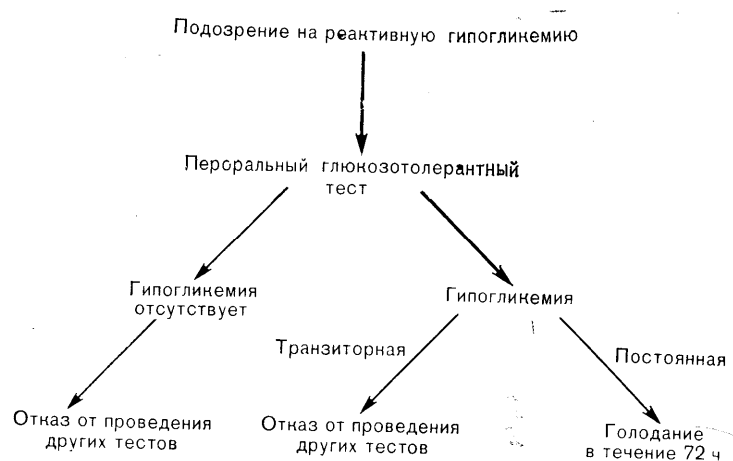 Подозрение на реактивную гипогликемию
Пероральный глюкозотолерантный
тест
Гипогликемия
отсутствует
Гипогликемия
Транзиторная
Постоянная
Отказ от проведения
других тестов
Отказ от проведения
других тестов
Голодание
в течение 72 ч